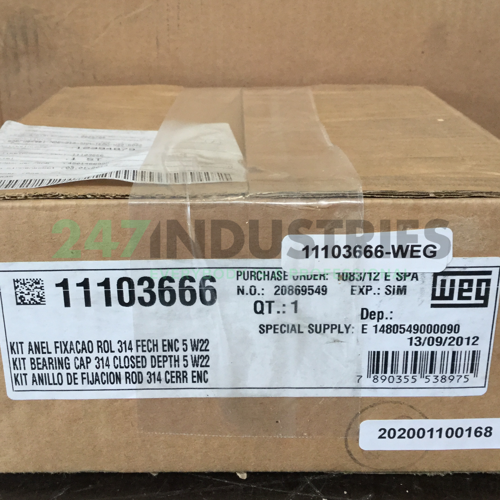 247INDUSTRIES
11103666-WEG
11103666
PURCHASE ORDER: 1083/12 E SPA
N.O.: 20869549 EXP.: SIM
QT.: 1
Dep.:
SPECIAL SUPPLY: E 1480549000090
13/09/2012
WEG
KIT ANEL FIXACAO ROL 314 FECH ENC 5 W22
KIT BEARING CAP 314 CLOSED DEPTH 5 W22
KIT ANILLO DE FIJACION ROD 314 CERR ENC
7 890355 538975
202001100168